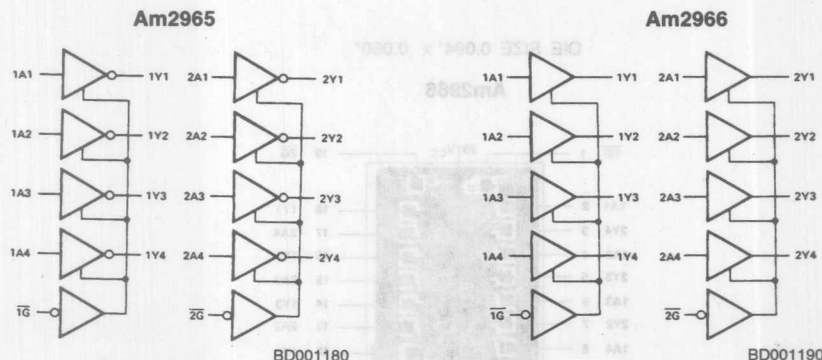 Am2965
Am2966
1A1 1Y1 2A1 2Y1
1A2 1Y2 2A2 2Y2
1A3 1Y3 2A3 2Y3
1A4 1Y4 2A4 2Y4
1G 2G
BD001180
1A1 1Y1 2A1 2Y1
1A2 1Y2 2A2 2Y2
1A3 1Y3 2A3 2Y3
1A4 1Y4 2A4 2Y4
1G 2G
BD001190
DIE SIZE 0.094" x 0.060"
Am2966